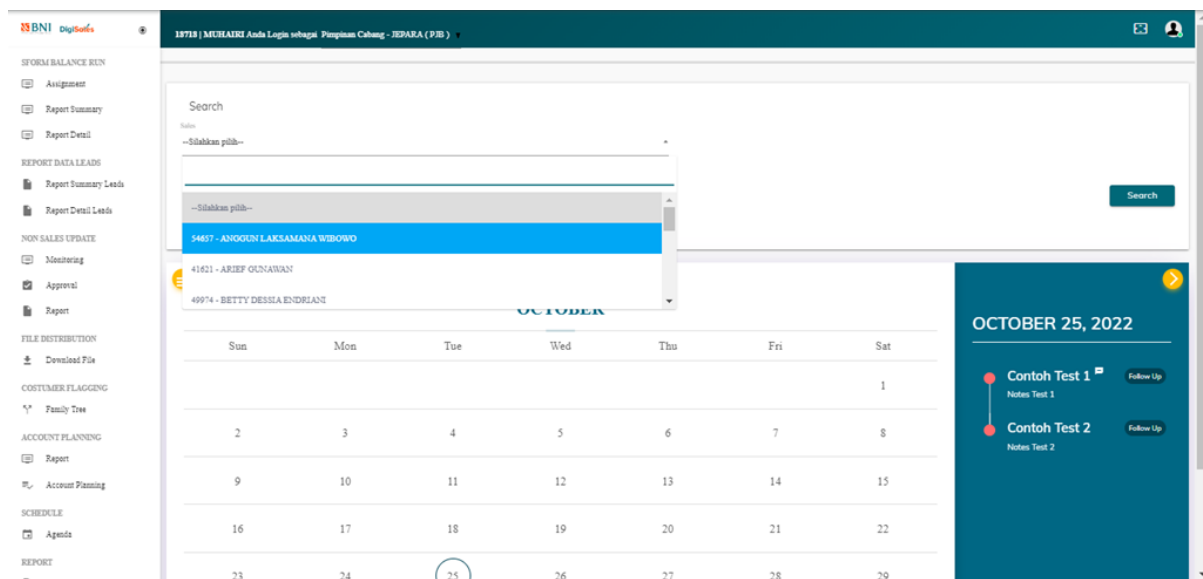 BNI DigiSales
18718 | MUHAIRI Anda Login sebagai Pimpinan Cabang - JEPARA ( PJB )
SFORM BALANCE RUN
Assignment
Report Summary
Report Detail
REPORT DATA LEADS
Report Summary Leads
Report Detail Leads
NON SALES UPDATE
Monitoring
Approval
Report
FILE DISTRIBUTION
Download File
COSTUMER FLAGGING
Family Tree
ACCOUNT PLANNING
Report
Account Planning
SCHEDULE
Agenda
REPORT
Search
Sales
--Silahkan pilih--
--Silahkan pilih--
54657 - ANGGUN LAKSAMANA WIBOWO
41621 - ARIEF GUNAWAN
49974 - BETTY DESSIA ENDRIANI
Search
OCTOBER
Sun Mon Tue Wed Thu Fri Sat
1
2 3 4 5 6 7 8
9 10 11 12 13 14 15
16 17 18 19 20 21 22
23 24 25 26 27 28 29
OCTOBER 25, 2022
Contoh Test 1 Follow Up
Notes Test 1
Contoh Test 2 Follow Up
Notes Test 2